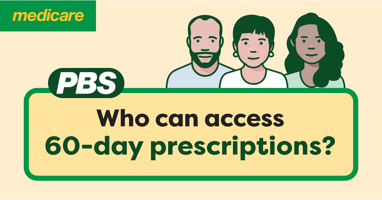 medicare
PBS
Who can access
60-day prescriptions?